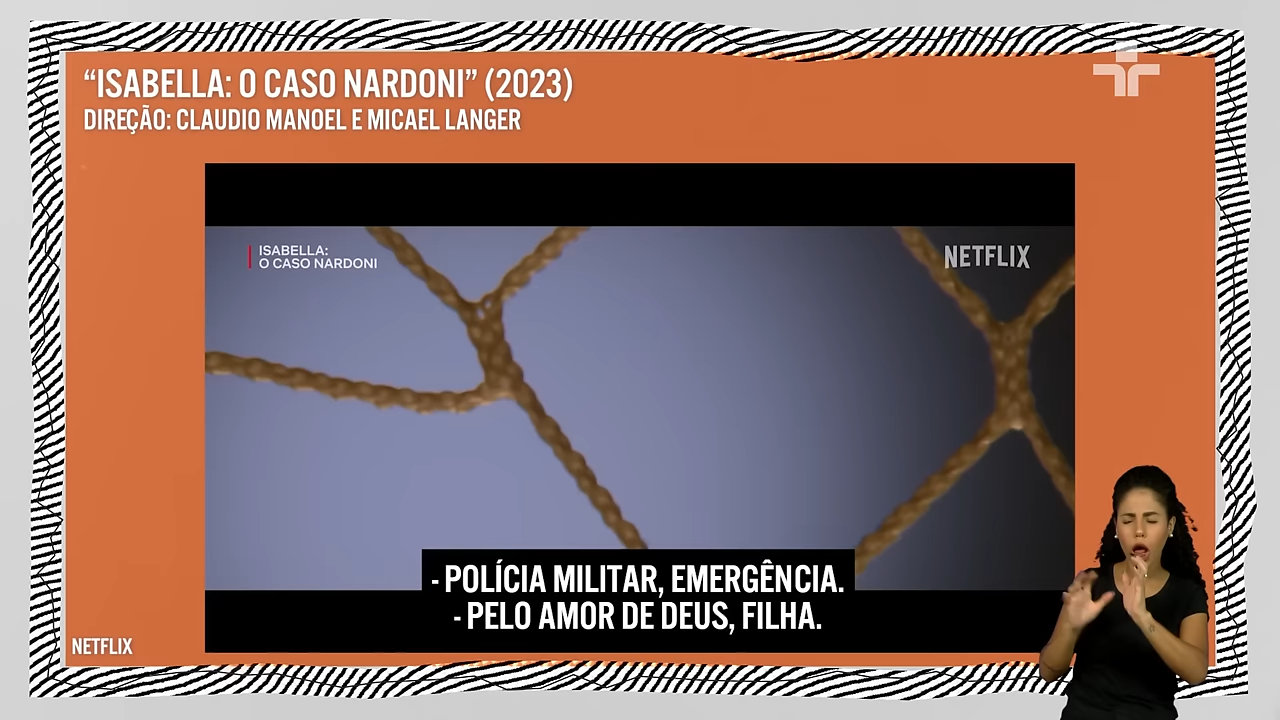 “ISABELLA: O CASO NARDONI” (2023)
DIREÇÃO: CLAUDIO MANOEL E MICAEL LANGER
ISABELLA:
O CASO NARDONI
NETFLIX
- POLÍCIA MILITAR, EMERGÊNCIA.
- PELO AMOR DE DEUS, FILHA.
NETFLIX